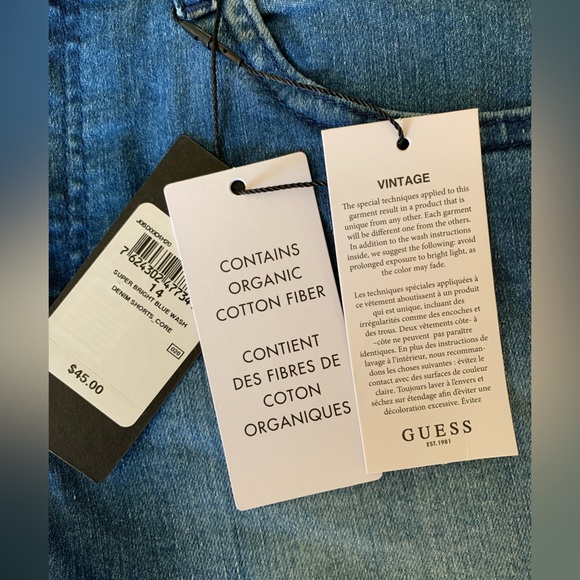 SUPER BRIGHT BLUE WASH
DENIM SHORTS_CORE
14
$45.00
CONTAINS
ORGANIC
COTTON FIBER
CONTIENT
DES FIBRES DE
COTON
ORGANIQUES
VINTAGE
The special techniques applied to this
garment result in a product that is
unique from any other. Each garment
will be different one from the others.
In addition to the wash instructions
inside, we suggest the following: avoid
prolonged exposure to bright light, as
the color may fade.
Les techniques spéciales appliquées à
ce vêtement aboutissent à un produit
qui est unique, incluant des
irrégularités comme des encoches et
des trous. Deux vêtements côte- à
-côte ne peuvent pas paraître
identiques. En plus des instructions de
lavage à l'intérieur, nous recomman-
dons les choses suivantes : évitez le
contact avec des surfaces de couleur
claire. Toujours laver à l'envers et
séchez sur étendage afin d'éviter une
décoloration excessive. Évitez
GUESS
EST. 1981